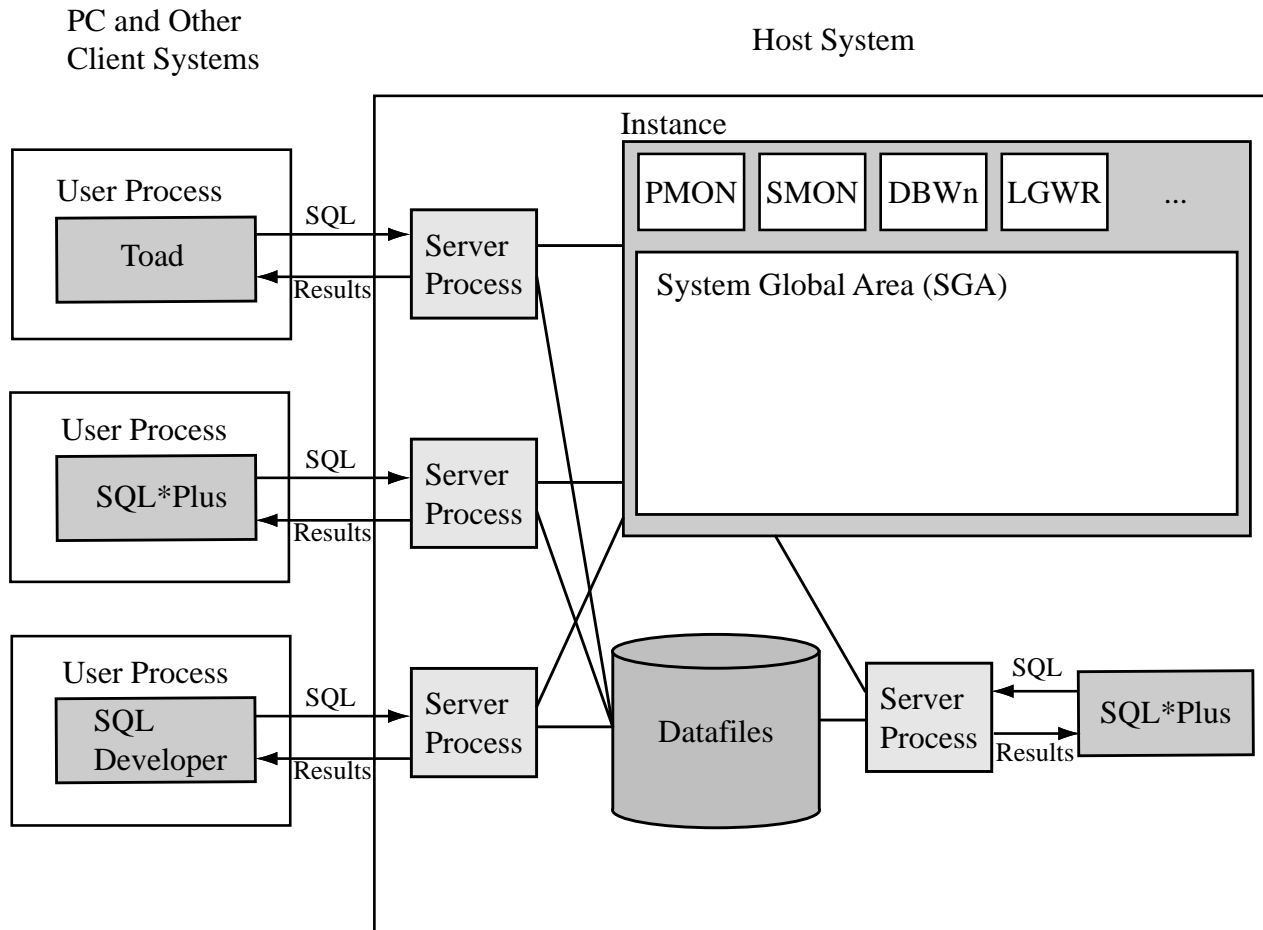 PC and Other
Client Systems
Host System
Instance
PMON
SMON
DBWn
LGWR
...
System Global Area (SGA)
User Process
Toad
SQL
Results
Server
Process
User Process
SQL*Plus
SQL
Results
Server
Process
User Process
SQL
Developer
SQL
Results
Server
Process
Datafiles
Server
Process
SQL
Results
SQL*Plus